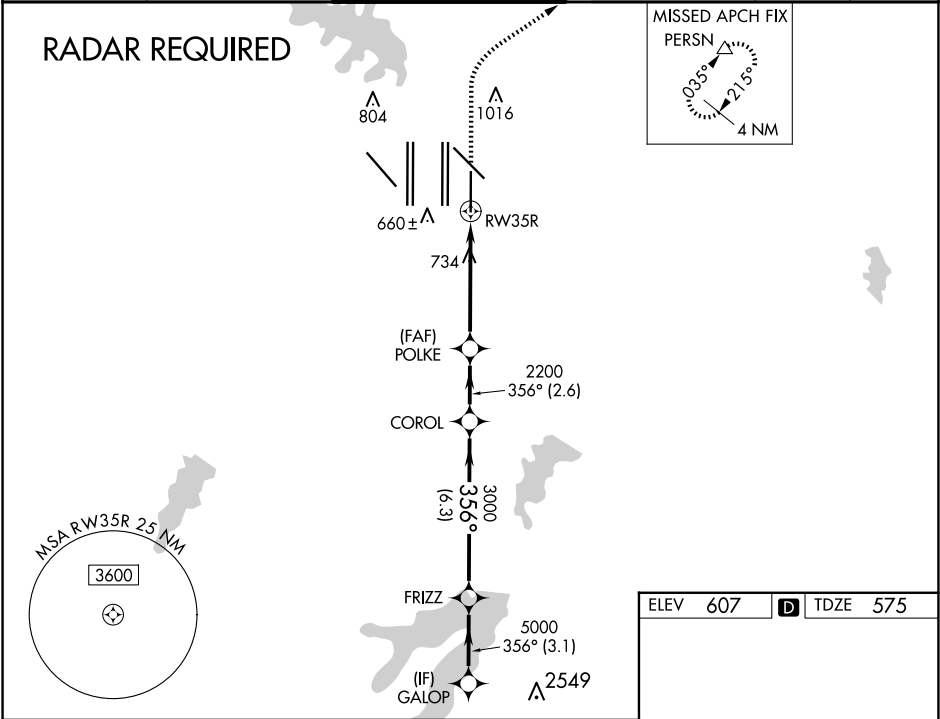 RADAR REQUIRED
MISSED APCH FIX
PERSN
035°
215°
4 NM
804
1016
660±
RW35R
734
(FAF)
POLKE
2200
356° (2.6)
COROL
3000
356°
(6.3)
MSA RW35R 25 NM
3600
FRIZZ
5000
356° (3.1)
(IF)
GALOP
2549
ELEV 607 D TDZE 575